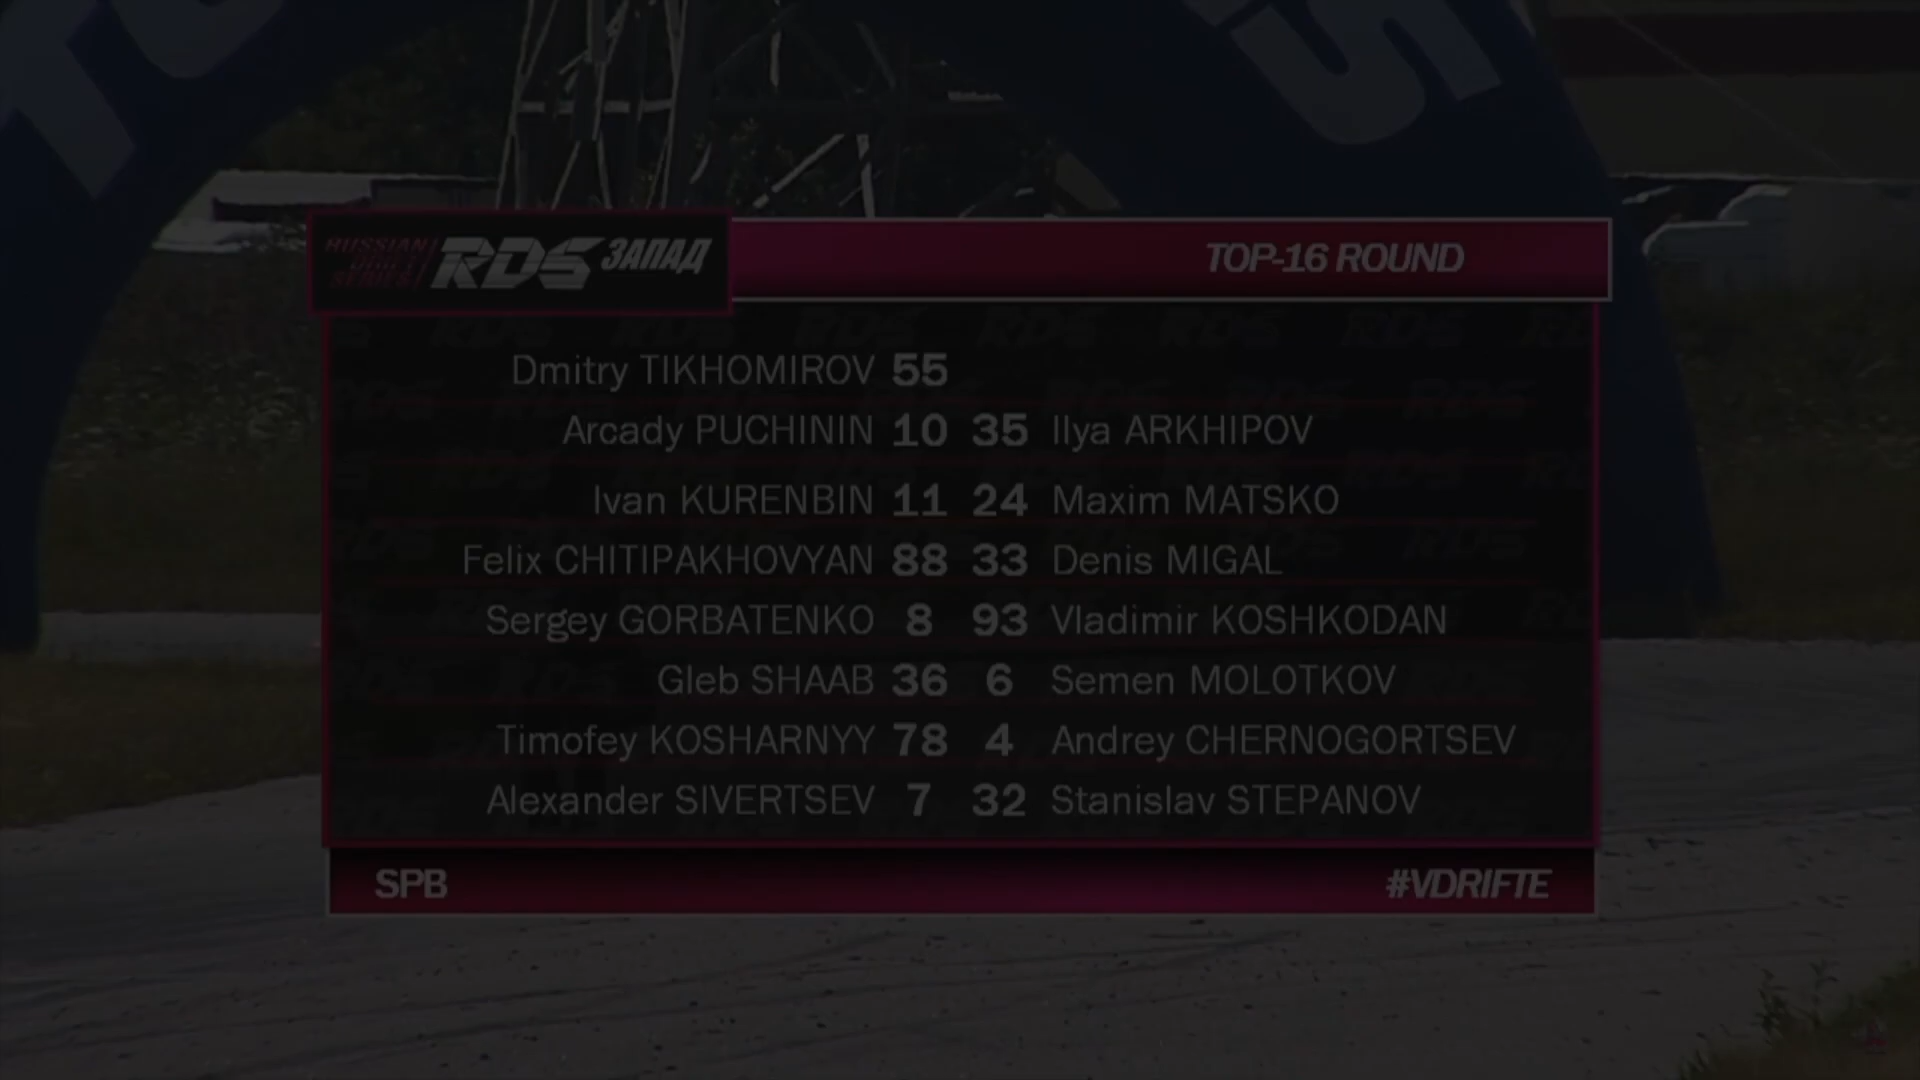 RUSSIAN
DRIFT
SERIES
RDS ЗАПАД
TOP-16 ROUND
Dmitry TIKHOMIROV 55
Arcady PUCHININ 10 35 Ilya ARKHIPOV
Ivan KURENBIN 11 24 Maxim MATSKO
Felix CHITIPAKHOVYAN 88 33 Denis MIGAL
Sergey GORBATENKO 8 93 Vladimir KOSHKODAN
Gleb SHAAB 36 6 Semen MOLOTKOV
Timofey KOSHARNYY 78 4 Andrey CHERNOGORTSEV
Alexander SIVERTSEV 7 32 Stanislav STEPANOV
SPB
#VDRIFTE